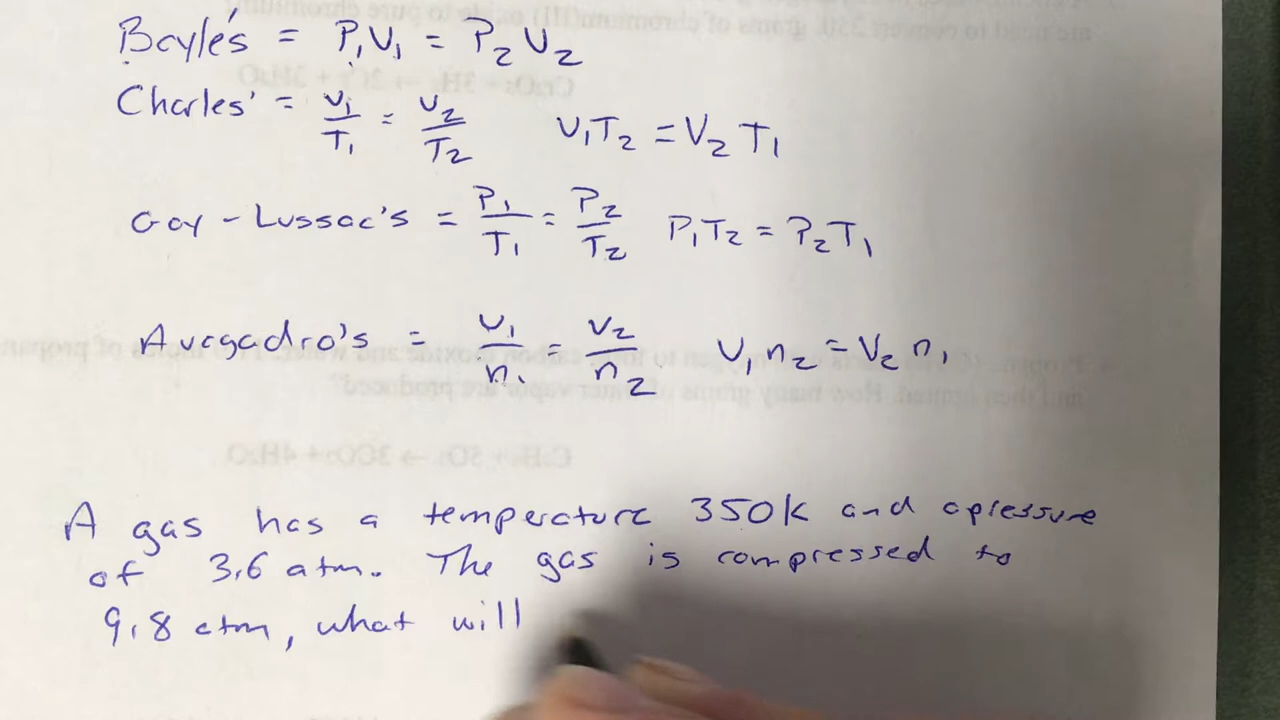 Boyle's = P₁V₁ = P₂V₂
Charles' = V₁/T₁ = V₂/T₂ V₁T₂ = V₂T₁
Gay-Lussac's = P₁/T₁ = P₂/T₂ P₁T₂ = P₂T₁
Avagadro's = V₁/n₁ = V₂/n₂ V₁n₂ = V₂n₁
A gas has a temperature 350K and a pressure
of 3.6 atm. The gas is compressed to
9.8 atm, what will